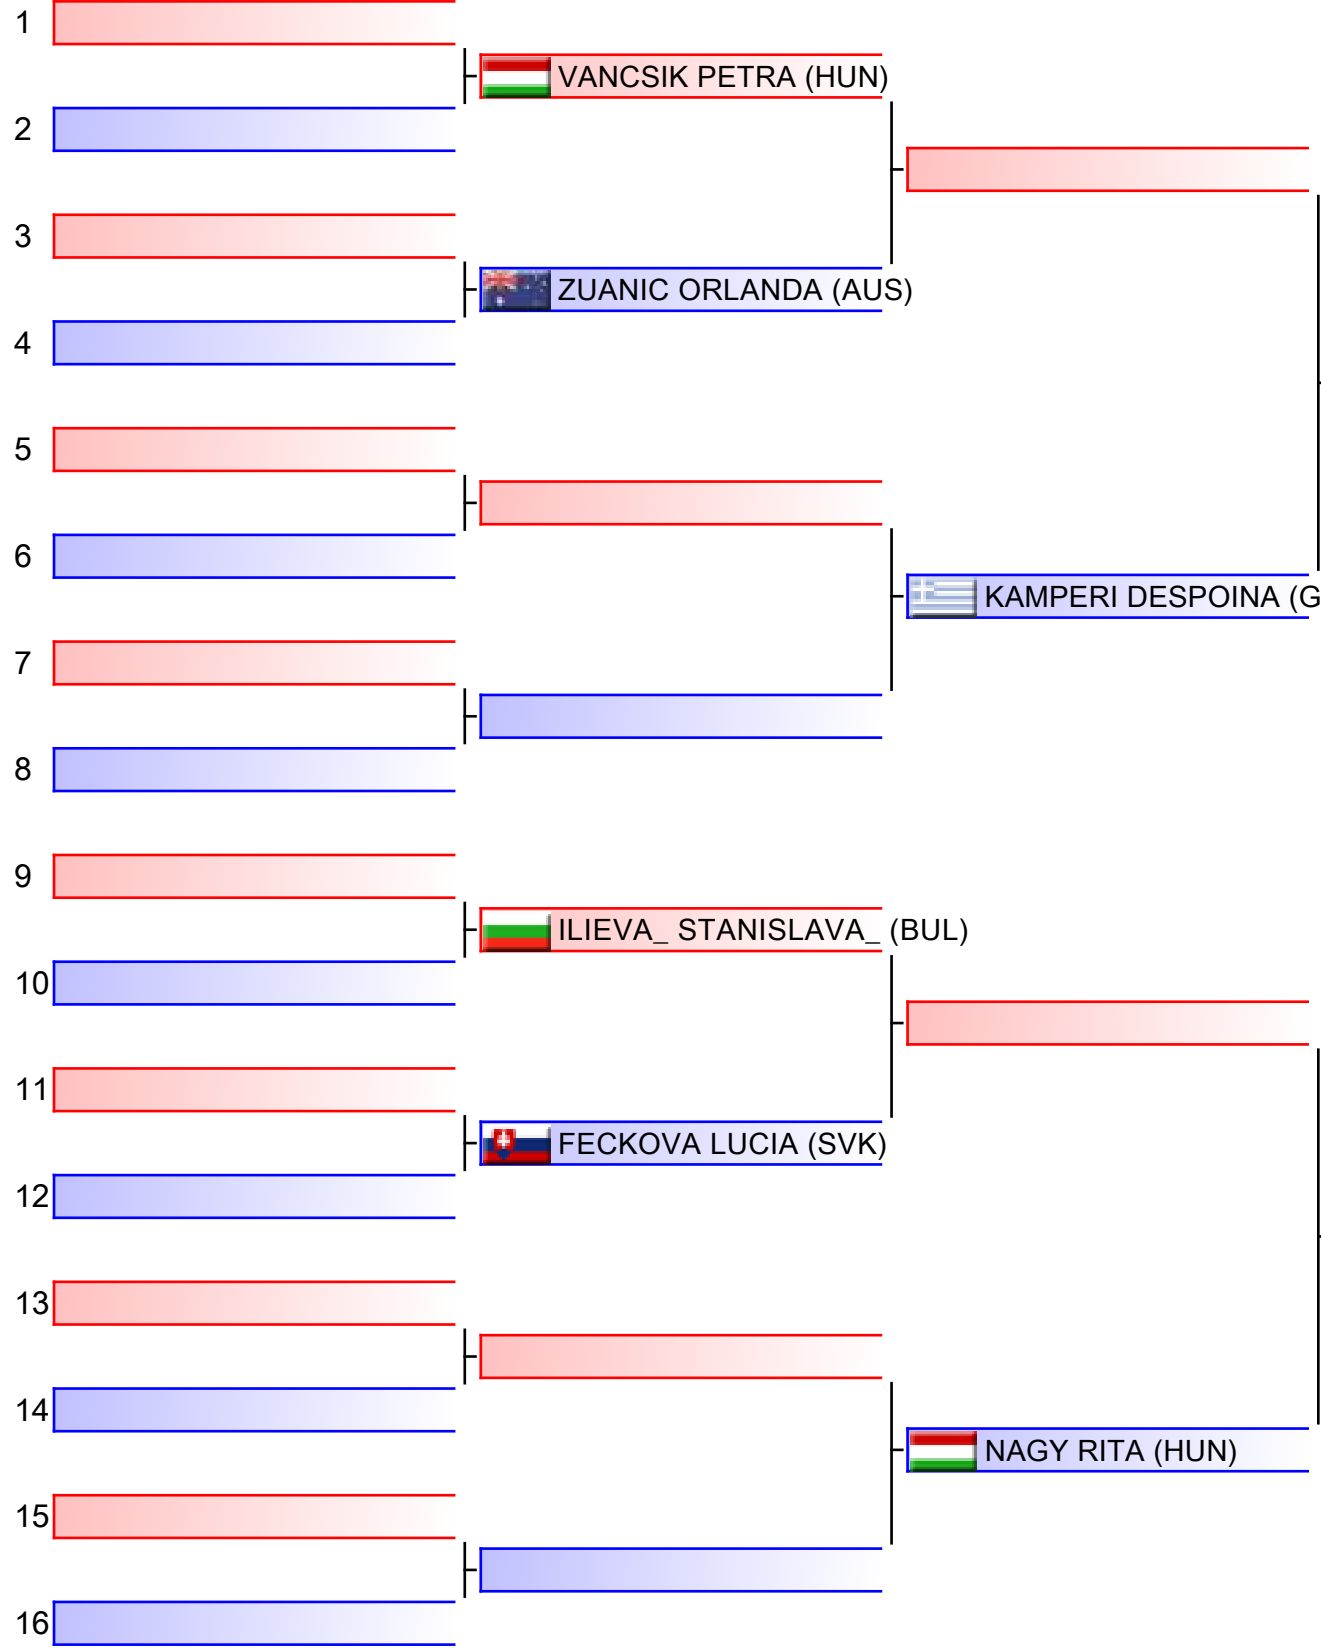 1
VANCSIK PETRA (HUN)
2
3
ZUANIC ORLANDA (AUS)
4
5
6
KAMPERI DESPOINA (G
7
8
9
ILIEVA_ STANISLAVA_ (BUL)
10
11
FECKOVA LUCIA (SVK)
12
13
14
NAGY RITA (HUN)
15
16